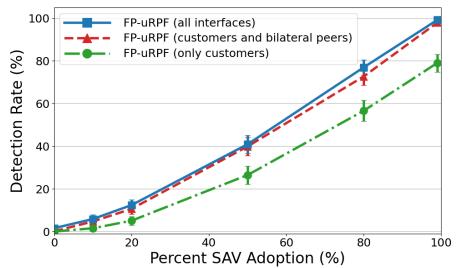 FP-uRPF (all interfaces)
FP-uRPF (customers and bilateral peers)
FP-uRPF (only customers)
Detection Rate (%)
100
80
60
40
20
0
0 20 40 60 80 100
Percent SAV Adoption (%)